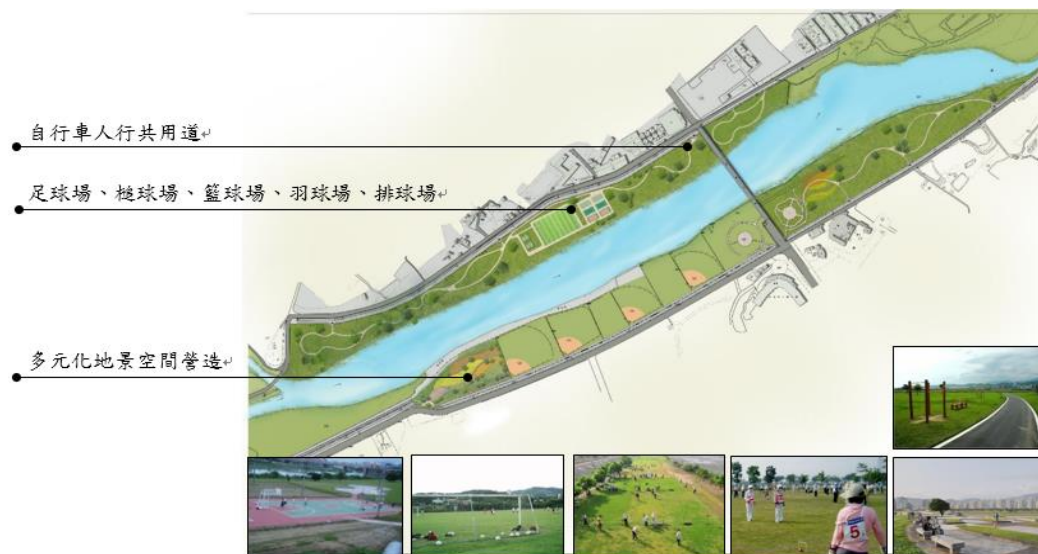 自行車人行共用道
足球場、槌球場、籃球場、羽球場、排球場
多元化地景空間營造
5